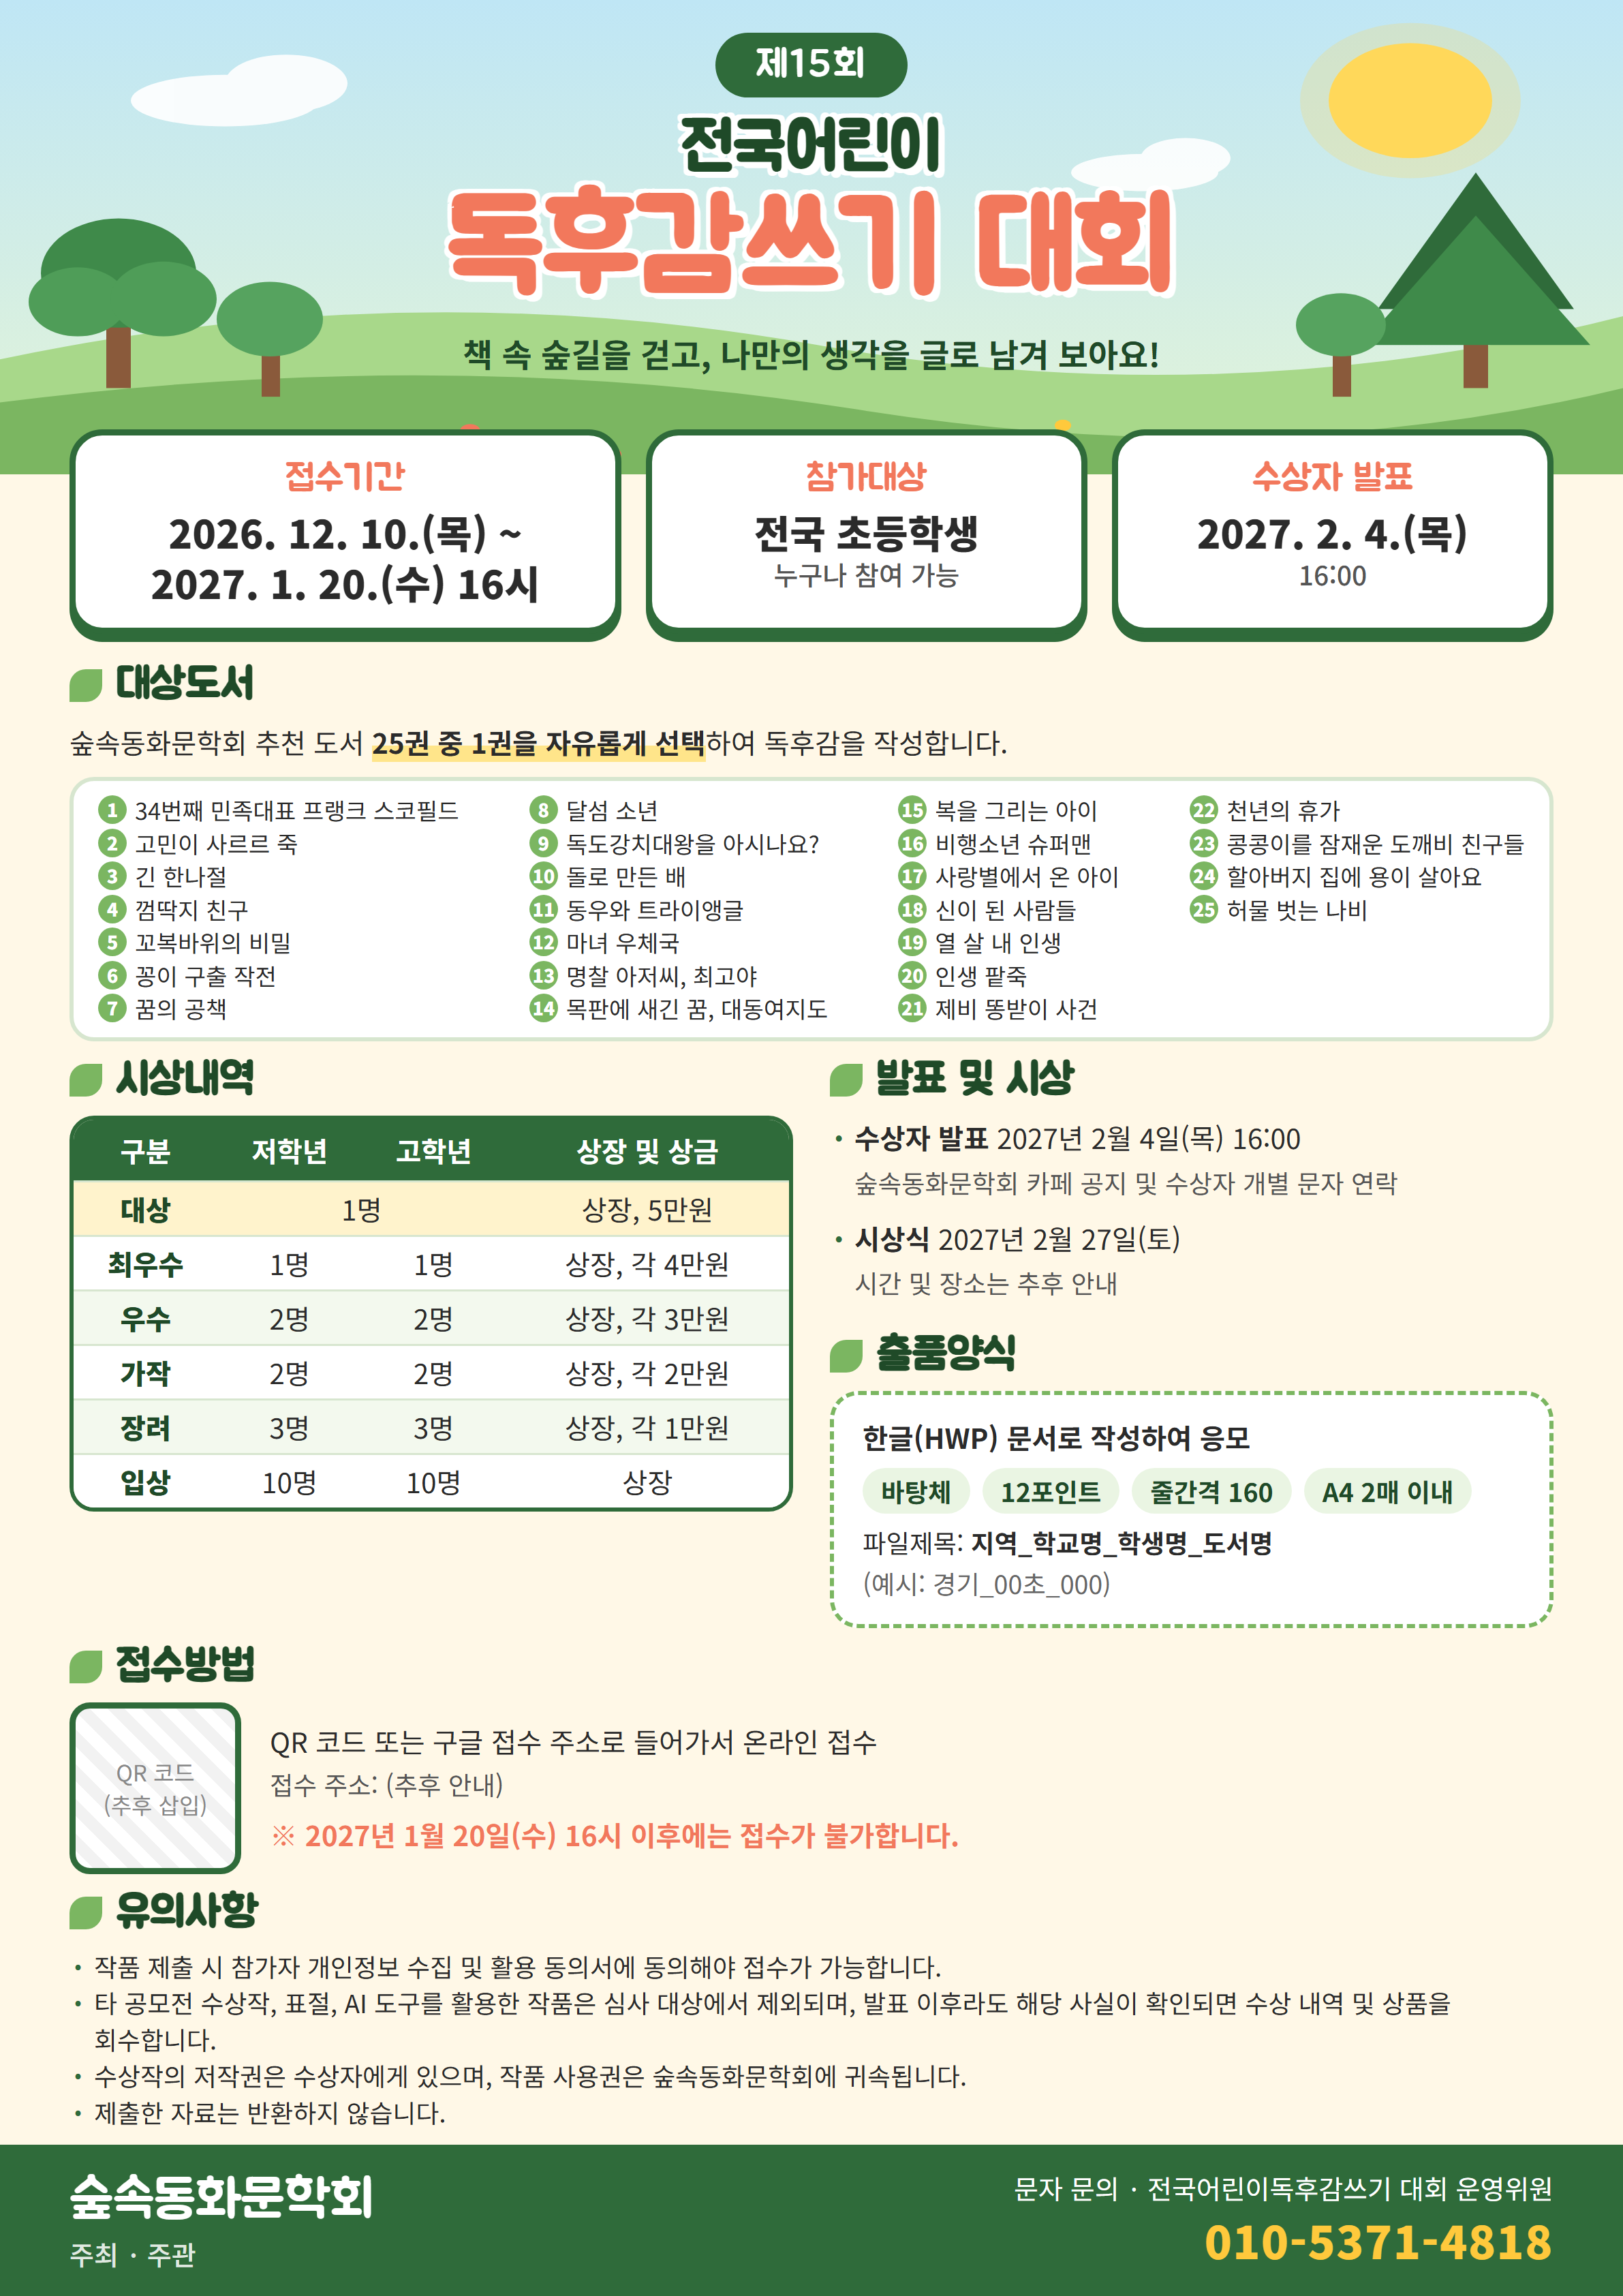 제15회
전국어린이
독후감쓰기 대회
책 속 숲길을 걷고, 나만의 생각을 글로 남겨 보아요!
접수기간
2026. 12. 10.(목) ~
2027. 1. 20.(수) 16시
참가대상
전국 초등학생
누구나 참여 가능
수상자 발표
2027. 2. 4.(목)
16:00
대상도서
숲속동화문학회 추천 도서 25권 중 1권을 자유롭게 선택하여 독후감을 작성합니다.
1 34번째 민족대표 프랭크 스코필드
2 고민이 사르르 죽
3 긴 한나절
4 껌딱지 친구
5 꼬복바위의 비밀
6 꽁이 구출 작전
7 꿈의 공책
8 달섬 소년
9 독도강치대왕을 아시나요?
10 돌로 만든 배
11 동우와 트라이앵글
12 마녀 우체국
13 명찰 아저씨, 최고야
14 목판에 새긴 꿈, 대동여지도
15 복을 그리는 아이
16 비행소년 슈퍼맨
17 사랑별에서 온 아이
18 신이 된 사람들
19 열 살 내 인생
20 인생 팥죽
21 제비 똥받이 사건
22 천년의 휴가
23 콩콩이를 잠재운 도깨비 친구들
24 할아버지 집에 용이 살아요
25 허물 벗는 나비
시상내역
구분 저학년 고학년 상장 및 상금
대상 1명 상장, 5만원
최우수 1명 1명 상장, 각 4만원
우수 2명 2명 상장, 각 3만원
가작 2명 2명 상장, 각 2만원
장려 3명 3명 상장, 각 1만원
입상 10명 10명 상장
발표 및 시상
• 수상자 발표 2027년 2월 4일(목) 16:00
숲속동화문학회 카페 공지 및 수상자 개별 문자 연락
• 시상식 2027년 2월 27일(토)
시간 및 장소는 추후 안내
출품양식
한글(HWP) 문서로 작성하여 응모
바탕체 12포인트 줄간격 160 A4 2매 이내
파일제목: 지역_학교명_학생명_도서명
(예시: 경기_00초_000)
접수방법
QR 코드
(추후 삽입)
QR 코드 또는 구글 접수 주소로 들어가서 온라인 접수
접수 주소: (추후 안내)
※ 2027년 1월 20일(수) 16시 이후에는 접수가 불가합니다.
유의사항
• 작품 제출 시 참가자 개인정보 수집 및 활용 동의서에 동의해야 접수가 가능합니다.
• 타 공모전 수상작, 표절, AI 도구를 활용한 작품은 심사 대상에서 제외되며, 발표 이후라도 해당 사실이 확인되면 수상 내역 및 상품을
회수합니다.
• 수상작의 저작권은 수상자에게 있으며, 작품 사용권은 숲속동화문학회에 귀속됩니다.
• 제출한 자료는 반환하지 않습니다.
숲속동화문학회
주최 · 주관
문자 문의 · 전국어린이독후감쓰기 대회 운영위원
010-5371-4818